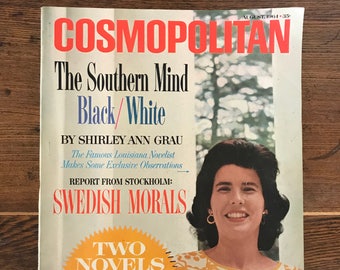 AUGUST, 1964 • 35¢
COSMOPOLITAN
The Southern Mind
Black/White
BY SHIRLEY ANN GRAU
The Famous Louisiana Novelist
Makes Some Exclusive Observations
REPORT FROM STOCKHOLM:
SWEDISH MORALS
TWO
NOVELS